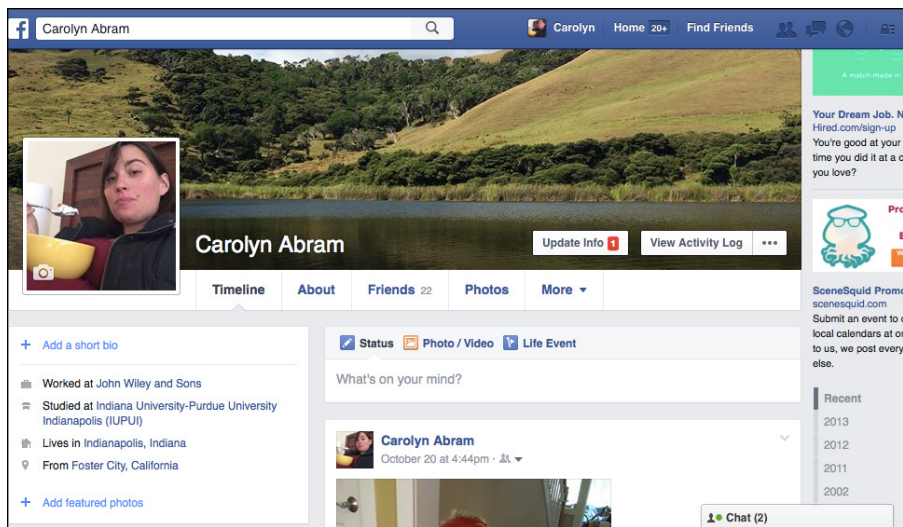 f
Carolyn Abram
Carolyn
Home 20+
Find Friends
A match made in
Your Dream Job. N
Hired.com/sign-up
You're good at your
time you did it at a c
you love?
Pro
E
Carolyn Abram
Update Info 1
View Activity Log
•••
Timeline
About
Friends 22
Photos
More
SceneSquid Promo
scenesquid.com
Submit an event to
local calendars at on
to us, we post every
else.
Recent
2013
2012
2011
2002
+ Add a short bio
Worked at John Wiley and Sons
Studied at Indiana University-Purdue University
Indianapolis (IUPUI)
Lives in Indianapolis, Indiana
From Foster City, California
+ Add featured photos
Status
Photo / Video
Life Event
What's on your mind?
Carolyn Abram
October 20 at 4:44pm ·
Chat (2)